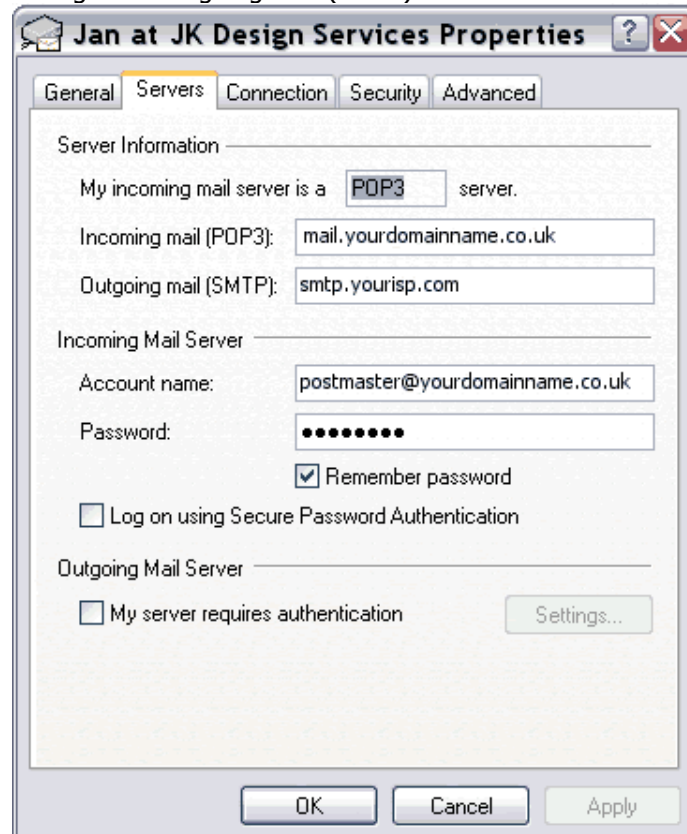 Jan at JK Design Services Properties
General Servers Connection Security Advanced
Server Information
My incoming mail server is a POP3 server.
Incoming mail (POP3): mail.yourdomainname.co.uk
Outgoing mail (SMTP): smtp.yourisp.com
Incoming Mail Server
Account name: postmaster@yourdomainname.co.uk
Password: ••••••••
Remember password
Log on using Secure Password Authentication
Outgoing Mail Server
My server requires authentication Settings...
OK Cancel Apply